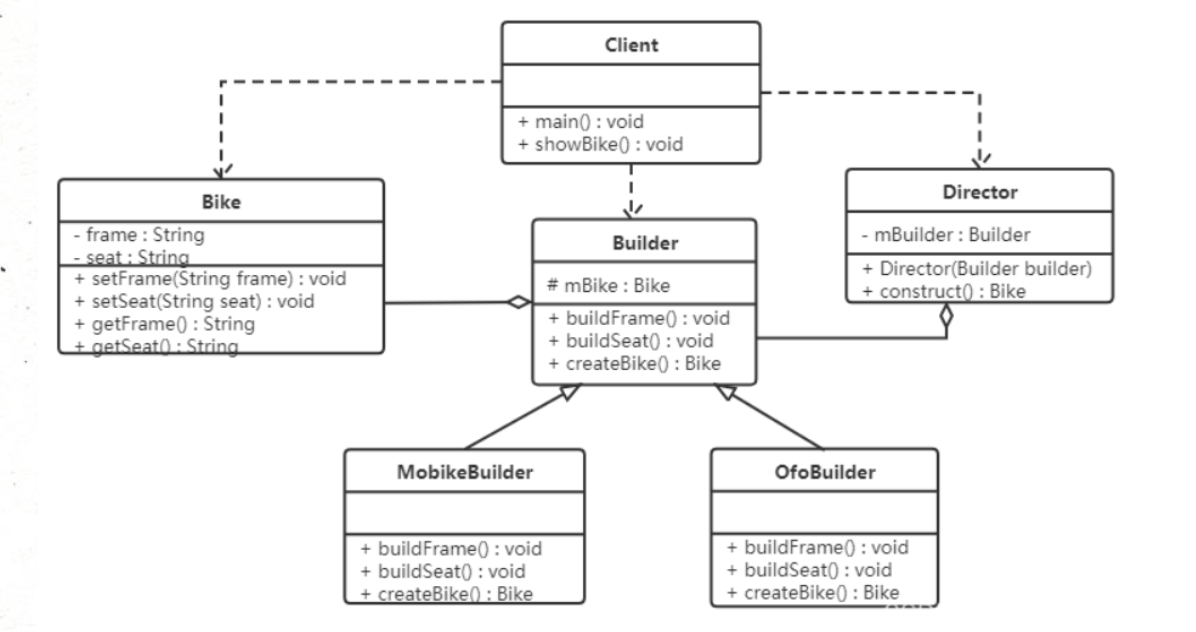 Client
+ main() : void
+ showBike() : void
Bike
- frame : String
- seat : String
+ setFrame(String frame) : void
+ setSeat(String seat) : void
+ getFrame() : String
+ getSeat() : String
Builder
# mBike : Bike
+ buildFrame() : void
+ buildSeat() : void
+ createBike() : Bike
Director
- mBuilder : Builder
+ Director(Builder builder)
+ construct() : Bike
MobikeBuilder
+ buildFrame() : void
+ buildSeat() : void
+ createBike() : Bike
OfoBuilder
+ buildFrame() : void
+ buildSeat() : void
+ createBike() : Bike